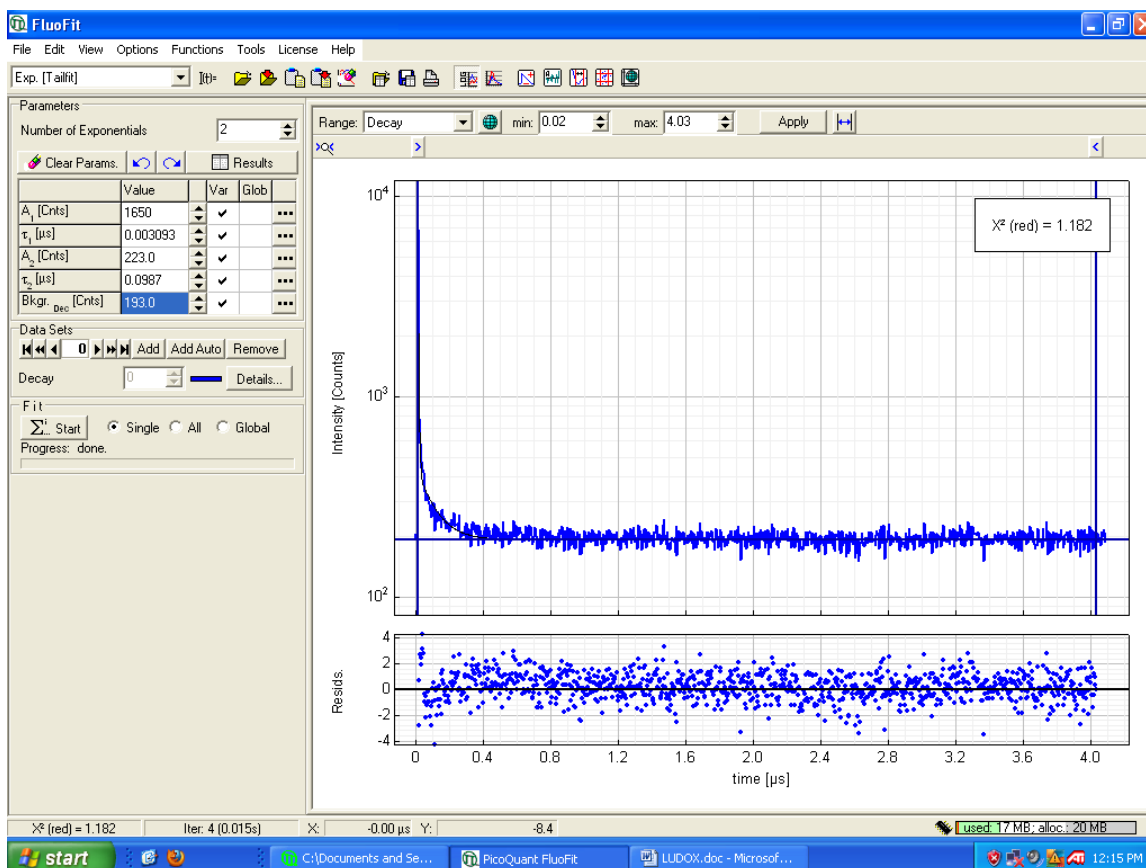 FluoFit
File Edit View Options Functions Tools License Help
Exp. [Tailfit] I(t)=
Parameters
Number of Exponentials 2
Clear Params. Results
Value Var Glob
A1 [Cnts] 1650
τ1 [µs] 0.003093
A2 [Cnts] 223.0
τ2 [µs] 0.0987
Bkgr. Dec [Cnts] 193.0
Data Sets
0 Add Add Auto Remove
Decay 0 Details...
Fit
Σ Start Single All Global
Progress: done.
Range: Decay min: 0.02 max: 4.03 Apply
X² (red) = 1.182
10⁴
10³
10²
Intensity [Counts]
4
2
0
-2
-4
Resids.
0 0.4 0.8 1.2 1.6 2.0 2.4 2.8 3.2 3.6 4.0
time [µs]
X² (red) = 1.182 Iter: 4 (0.015s) X: -0.00 µs Y: -8.4 used: 17 MB; alloc.: 20 MB
start C:\Documents and Se... PicoQuant FluoFit LUDOX.doc - Microsof... 12:15 PM